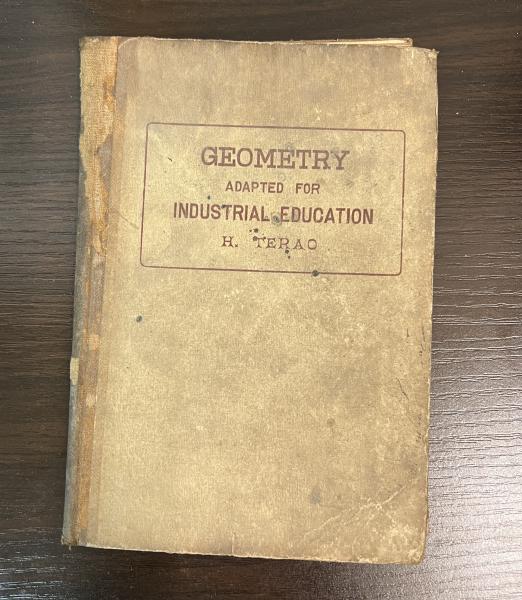 GEOMETRY
ADAPTED FOR
INDUSTRIAL EDUCATION
H. TERAO